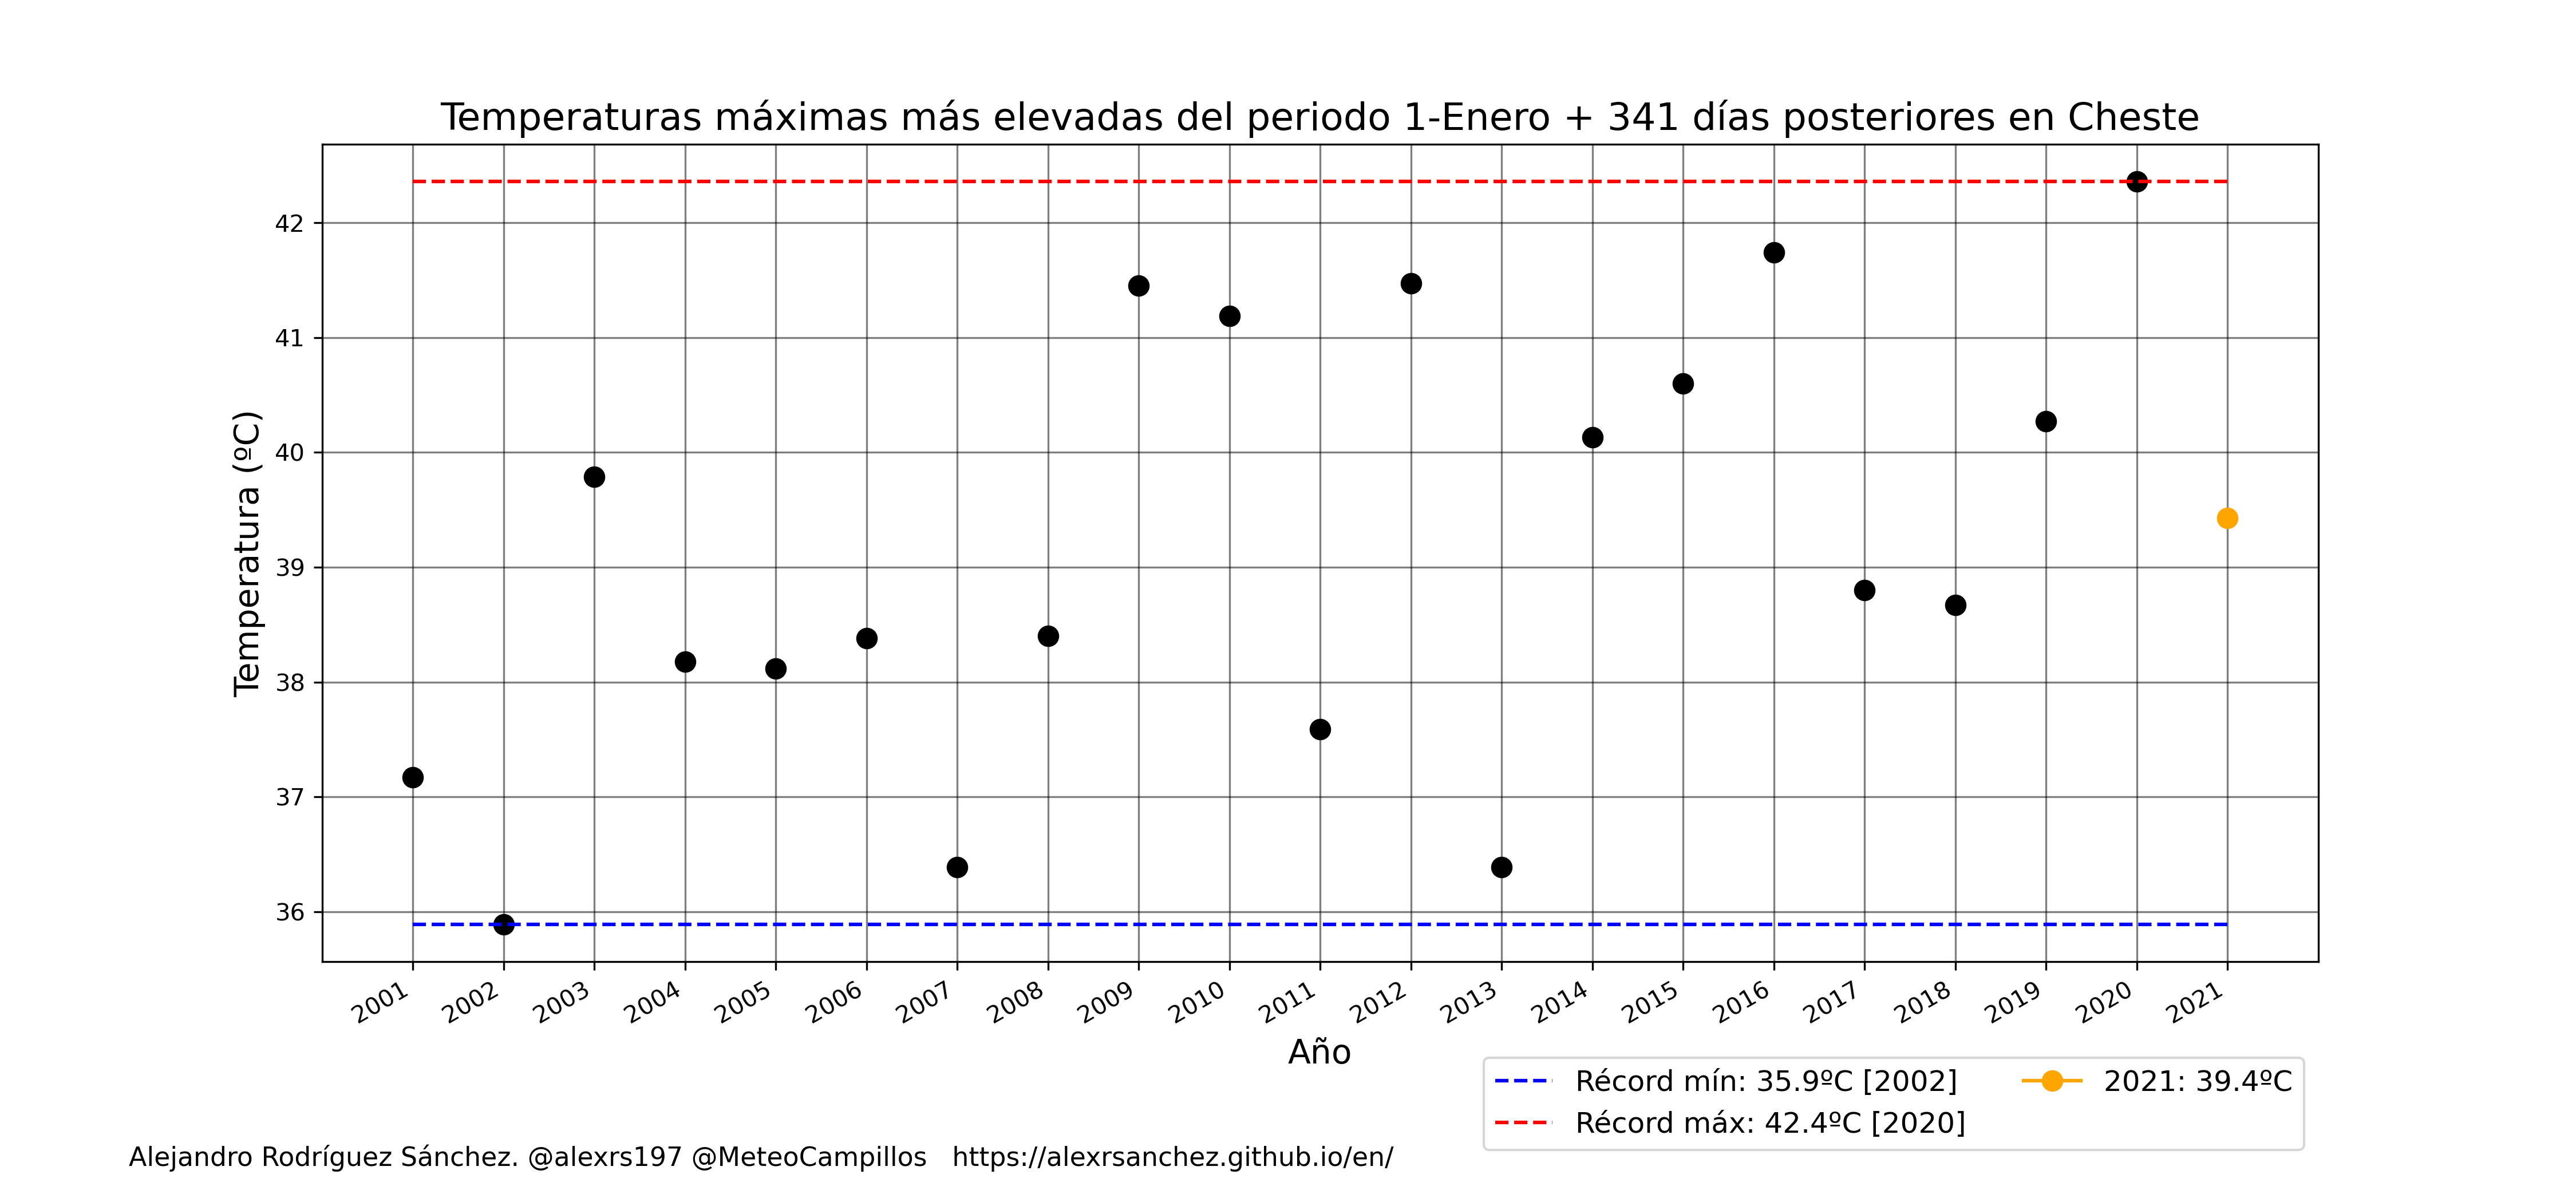 Temperaturas máximas más elevadas del periodo 1-Enero + 341 días posteriores en Cheste
Temperatura (ºC)
42
41
40
39
38
37
36
2001 2002 2003 2004 2005 2006 2007 2008 2009 2010 2011 2012 2013 2014 2015 2016 2017 2018 2019 2020 2021
Año
Récord mín: 35.9ºC [2002]
Récord máx: 42.4ºC [2020]
2021: 39.4ºC
Alejandro Rodríguez Sánchez. @alexrs197 @MeteoCampillos https://alexrsanchez.github.io/en/